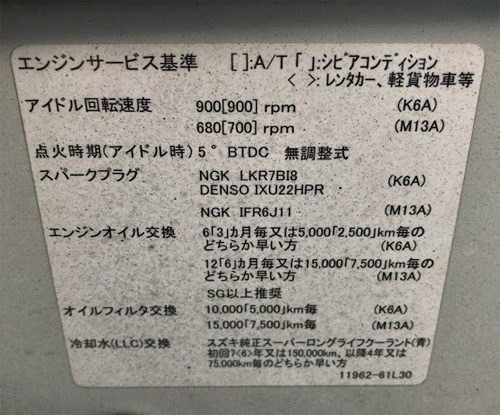 エンジンサービス基準 [ ]:A/T「」:シビアコンディション
< >:レンタカー、軽貨物車等
アイドル回転速度 900[900] rpm (K6A)
680[700] rpm (M13A)
点火時期(アイドル時) 5° BTDC 無調整式
スパークプラグ NGK LKR7BI8
DENSO IXU22HPR (K6A)
NGK IFR6J11 (M13A)
エンジンオイル交換 6「3」カ月毎又は5,000「2,500」km毎の
どちらか早い方 (K6A)
12「6」カ月毎又は15,000「7,500」km毎の
どちらか早い方 (M13A)
SG以上推奨
オイルフィルタ交換 10,000「5,000」km毎 (K6A)
15,000「7,500」km毎 (M13A)
冷却水(LLC)交換 スズキ純正スーパーロングライフクーラント(青)
初回7<6>年又は150,000km、以降4年又は
75,000km毎のどちらか早い方
11962-61L30